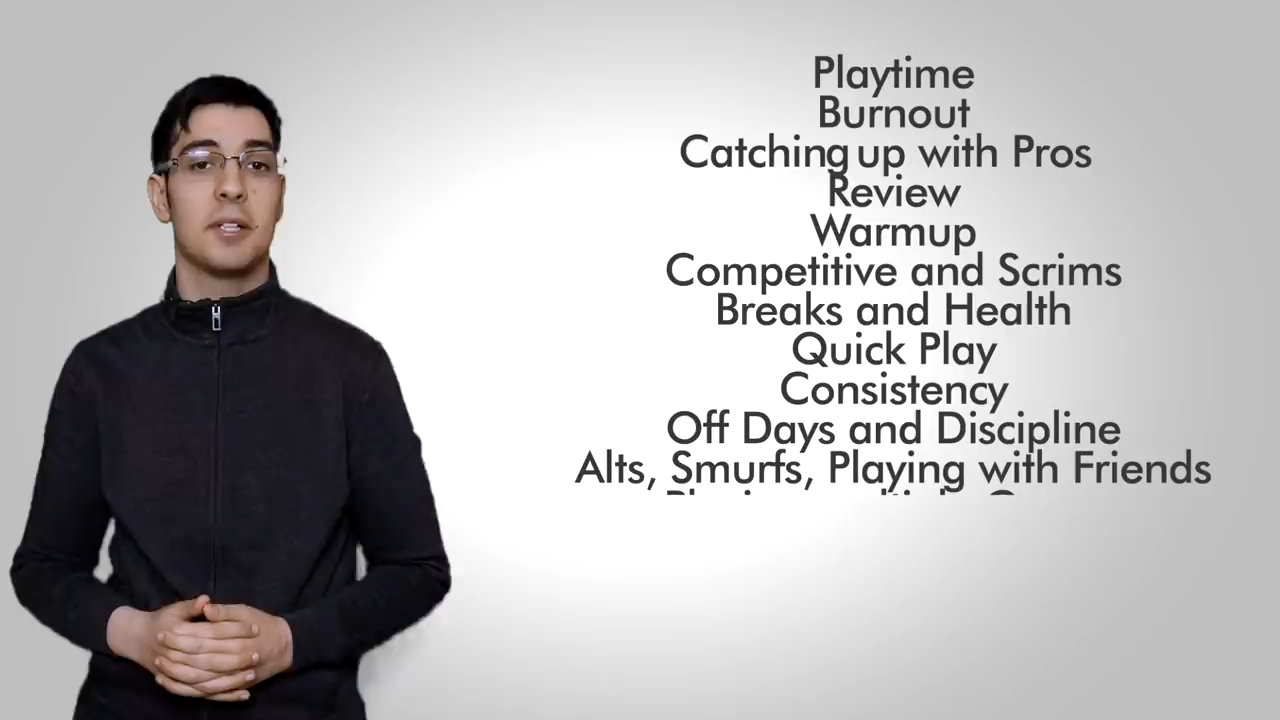 Playtime
Burnout
Catching up with Pros
Review
Warmup
Competitive and Scrims
Breaks and Health
Quick Play
Consistency
Off Days and Discipline
Alts, Smurfs, Playing with Friends